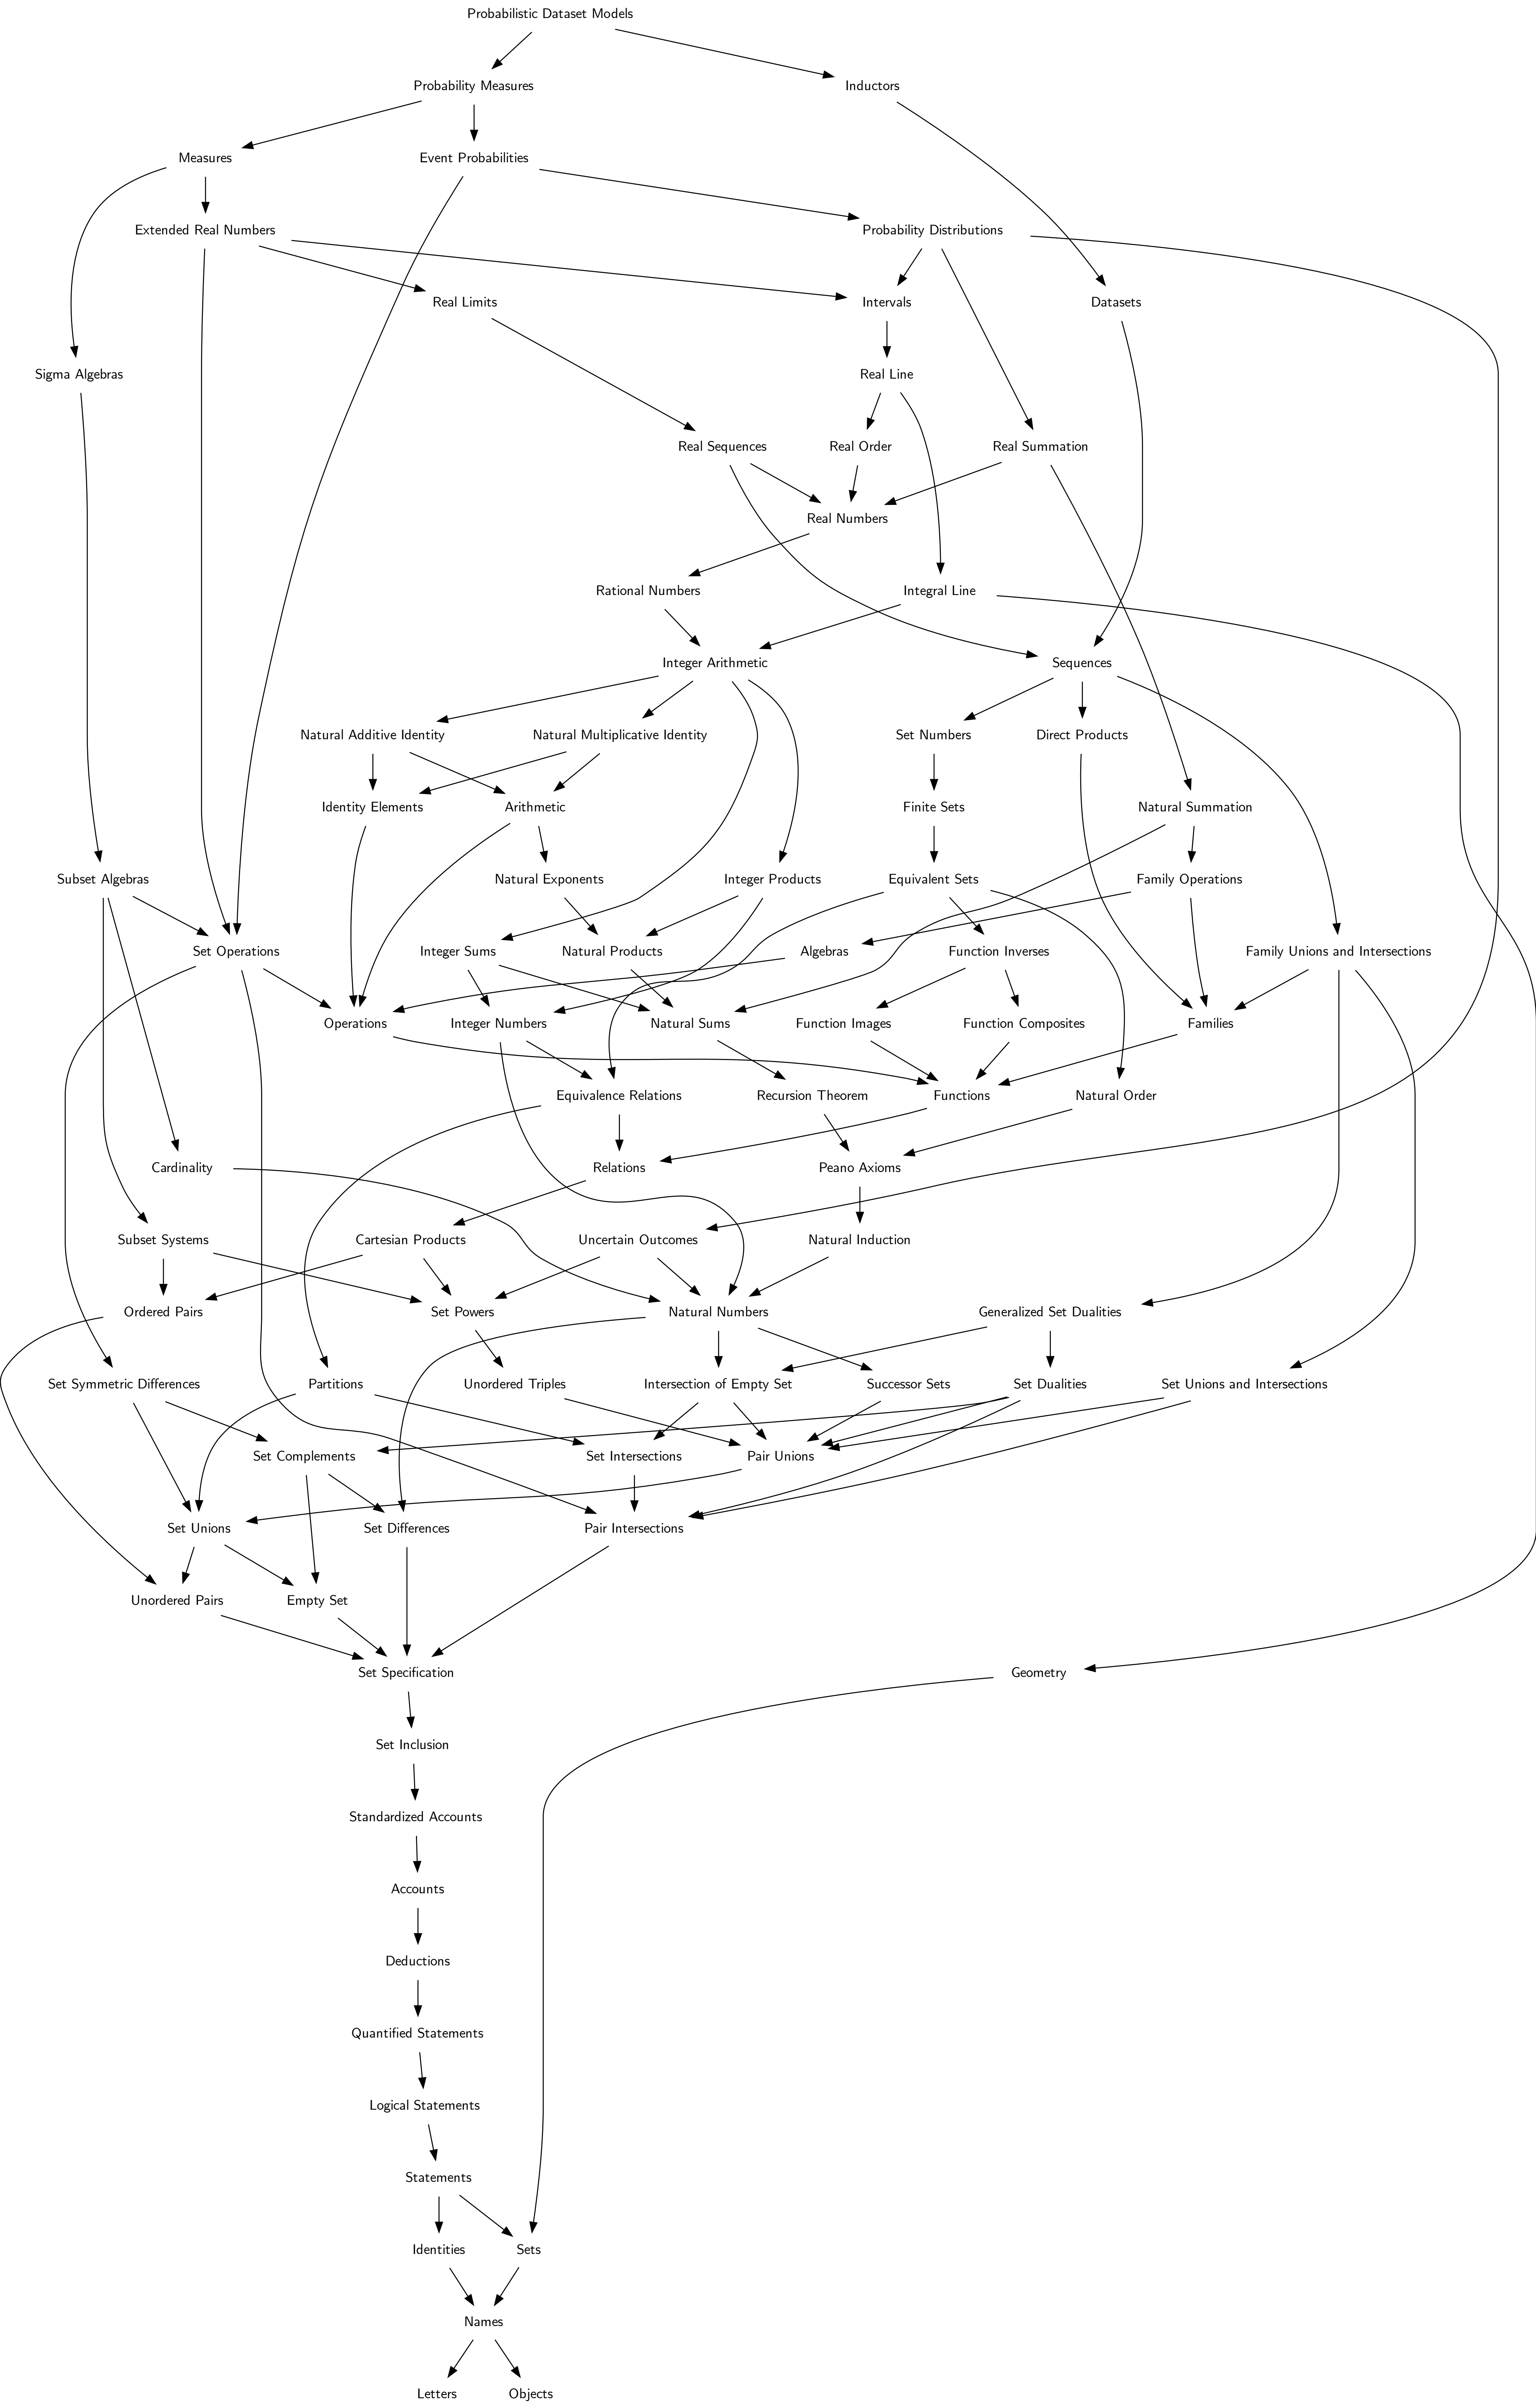 Probabilistic Dataset Models
Probability Measures
Inductors
Measures
Event Probabilities
Extended Real Numbers
Probability Distributions
Real Limits
Intervals
Datasets
Sigma Algebras
Real Line
Real Sequences
Real Order
Real Summation
Real Numbers
Rational Numbers
Integral Line
Integer Arithmetic
Sequences
Natural Additive Identity
Natural Multiplicative Identity
Set Numbers
Direct Products
Identity Elements
Arithmetic
Finite Sets
Natural Summation
Subset Algebras
Natural Exponents
Integer Products
Equivalent Sets
Family Operations
Set Operations
Integer Sums
Natural Products
Algebras
Function Inverses
Family Unions and Intersections
Operations
Integer Numbers
Natural Sums
Function Images
Function Composites
Families
Equivalence Relations
Recursion Theorem
Functions
Natural Order
Cardinality
Relations
Peano Axioms
Subset Systems
Cartesian Products
Uncertain Outcomes
Natural Induction
Ordered Pairs
Set Powers
Natural Numbers
Generalized Set Dualities
Set Symmetric Differences
Partitions
Unordered Triples
Intersection of Empty Set
Successor Sets
Set Dualities
Set Unions and Intersections
Set Complements
Set Intersections
Pair Unions
Set Unions
Set Differences
Pair Intersections
Unordered Pairs
Empty Set
Set Specification
Geometry
Set Inclusion
Standardized Accounts
Accounts
Deductions
Quantified Statements
Logical Statements
Statements
Identities
Sets
Names
Letters
Objects